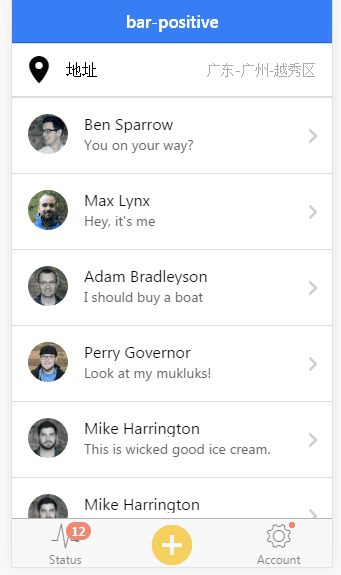 bar-positive
地址 广东-广州-越秀区
Ben Sparrow
You on your way?
Max Lynx
Hey, it's me
Adam Bradleyson
I should buy a boat
Perry Governor
Look at my mukluks!
Mike Harrington
This is wicked good ice cream.
Mike Harrington
12
Status Account